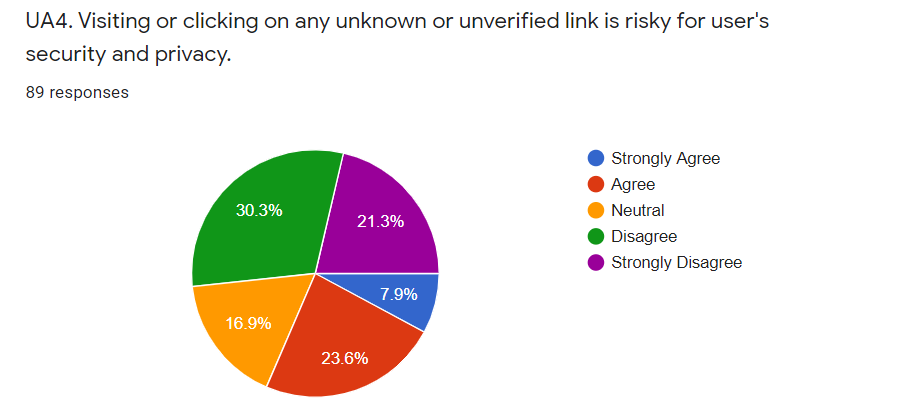 UA4. Visiting or clicking on any unknown or unverified link is risky for user's
security and privacy.
89 responses
30.3%
21.3%
7.9%
16.9%
23.6%
Strongly Agree
Agree
Neutral
Disagree
Strongly Disagree